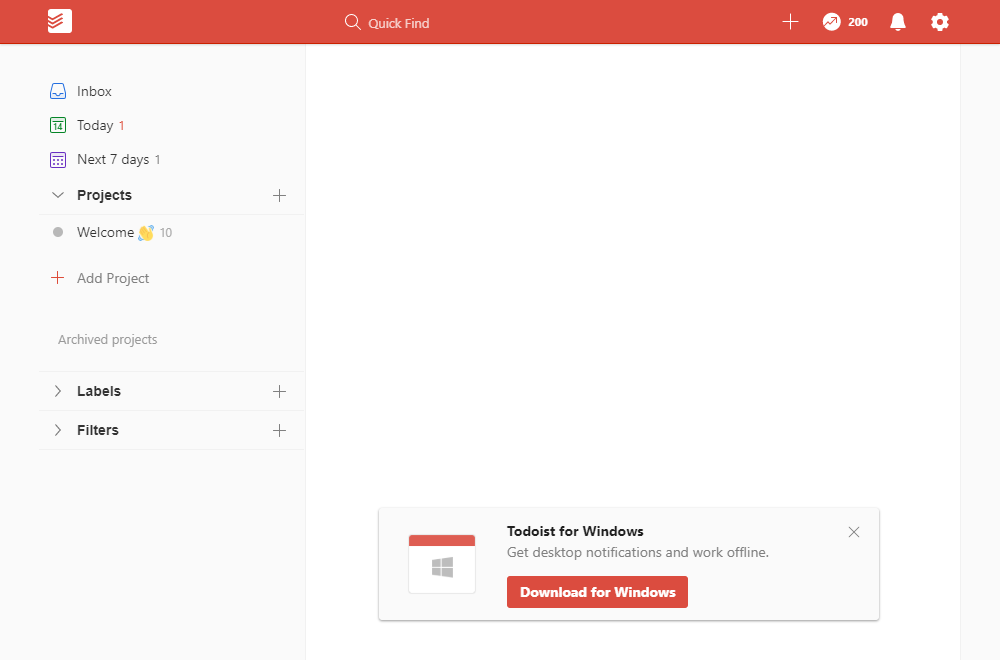 Quick Find
200
Inbox
14
Today 1
Next 7 days 1
Projects
Welcome 👋 10
Add Project
Archived projects
Labels
Filters
Todoist for Windows
Get desktop notifications and work offline.
Download for Windows